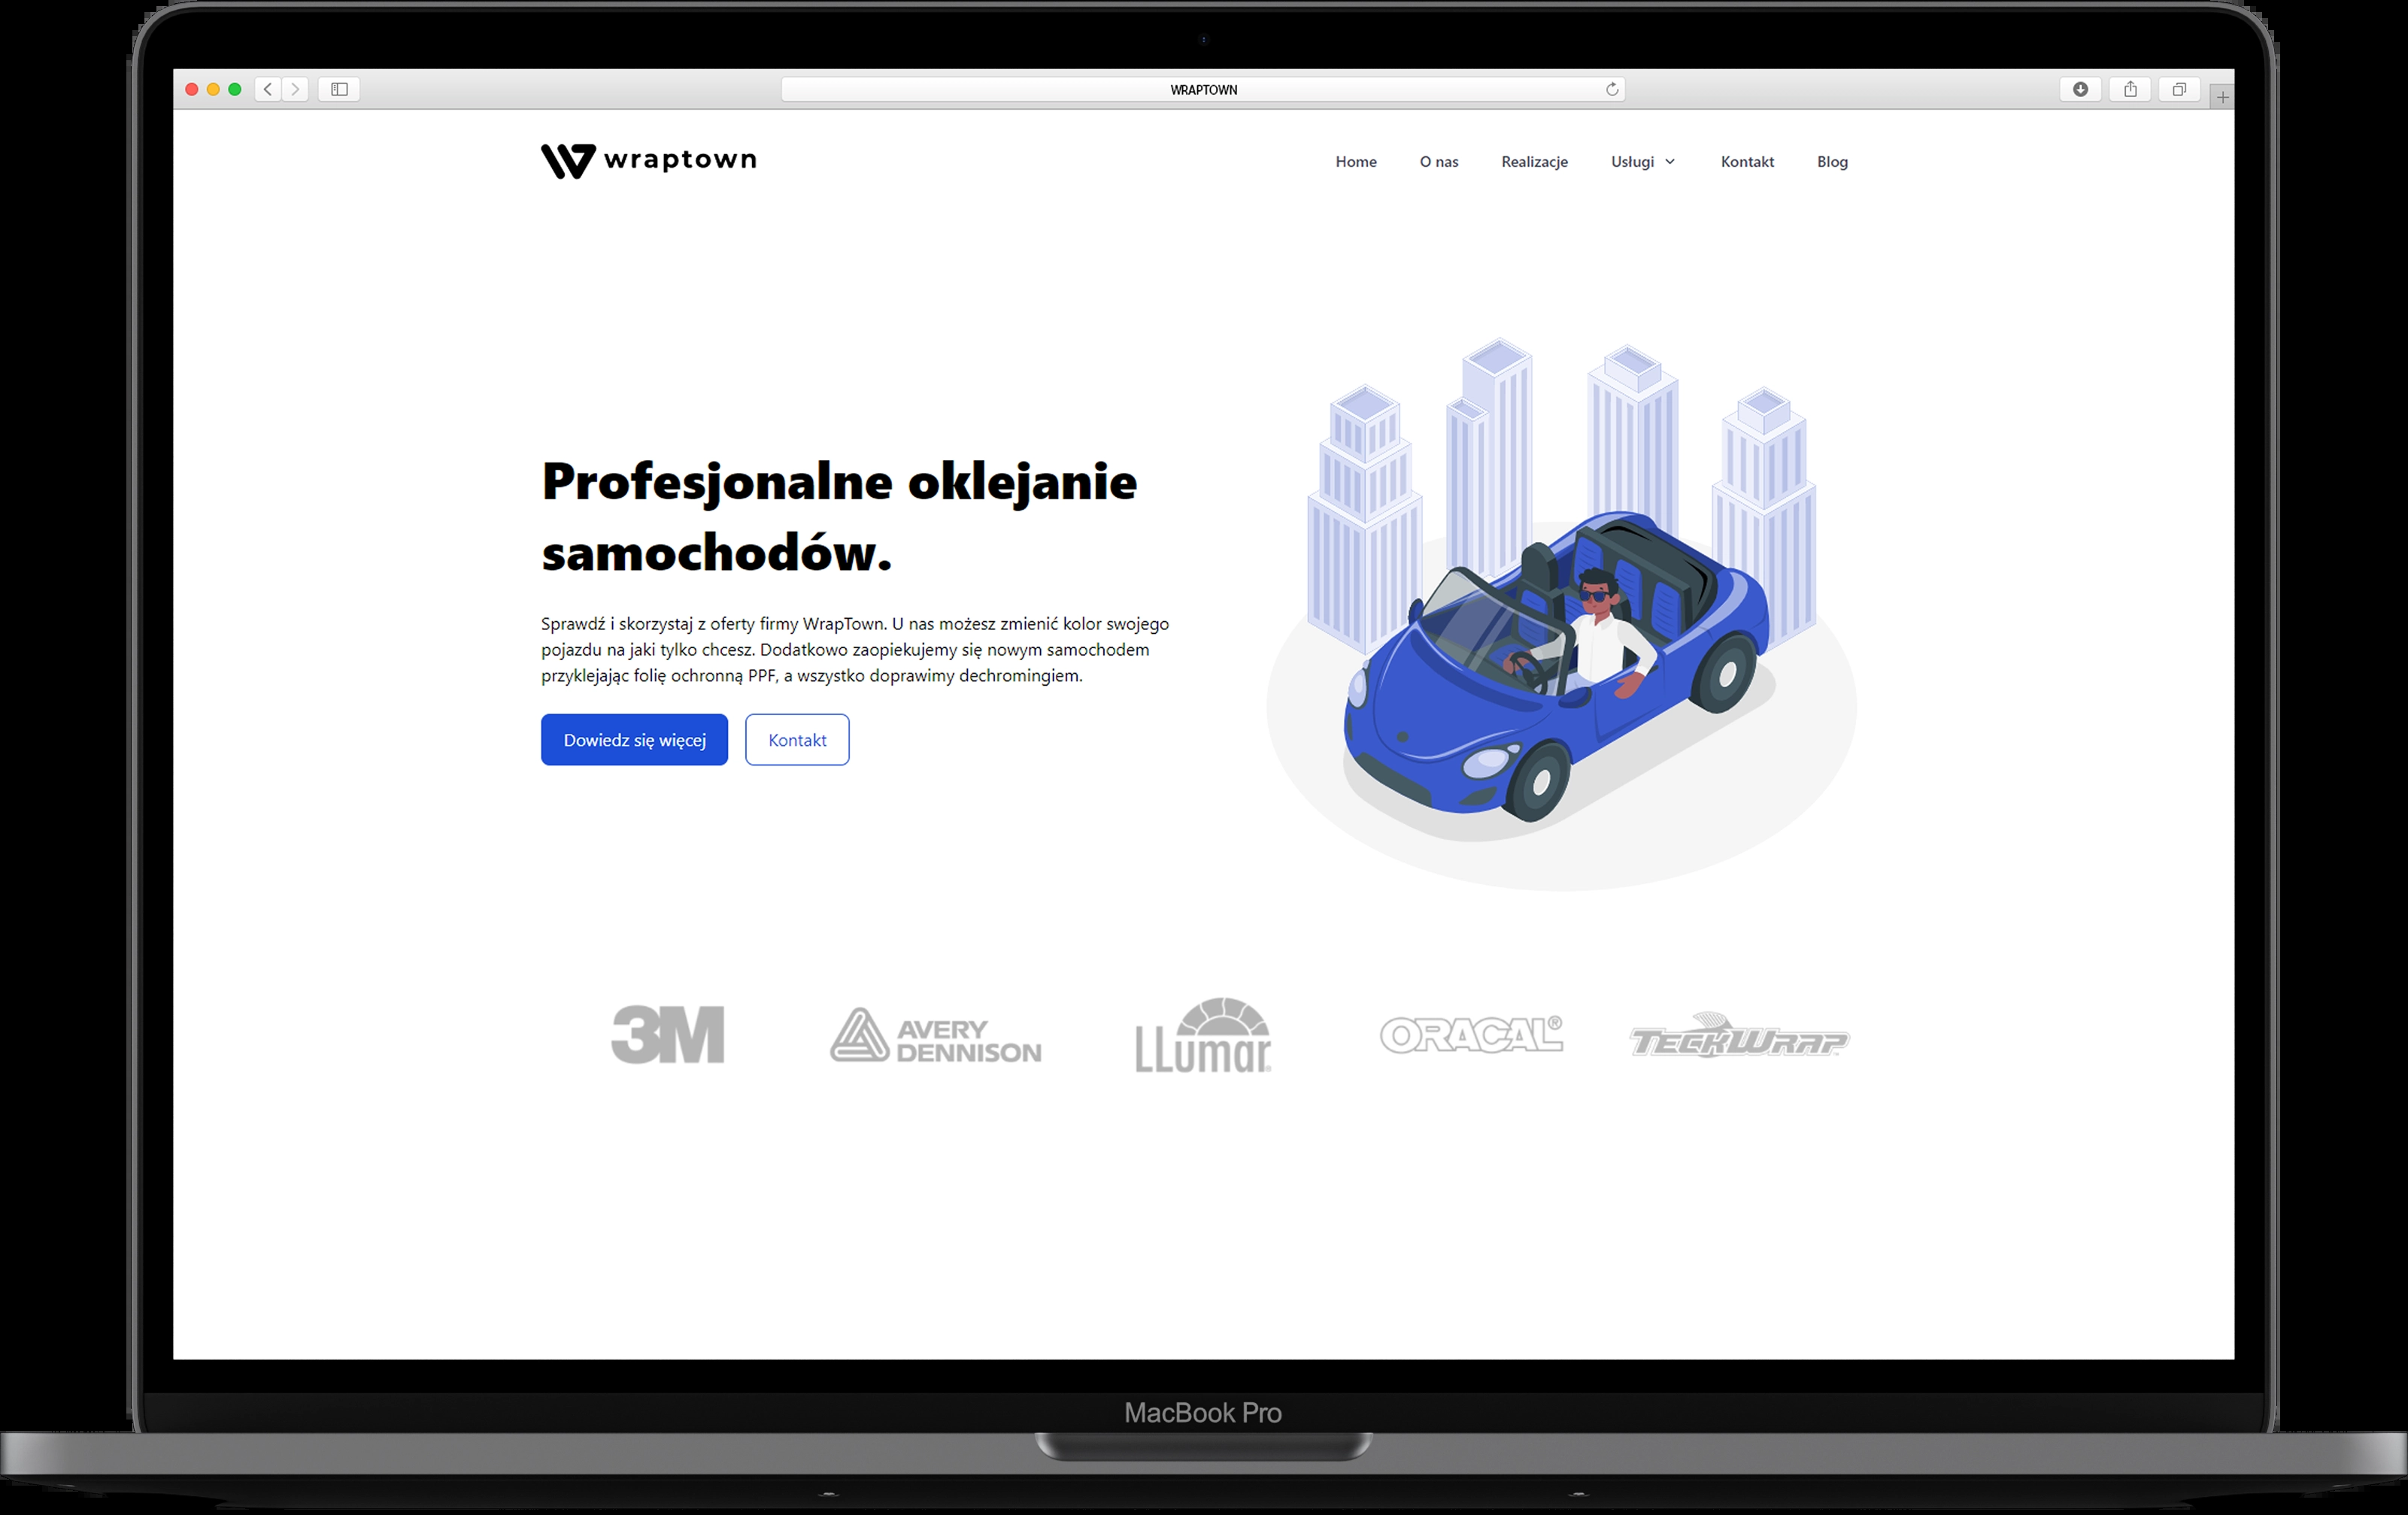 WRAPTOWN
wraptown
Home O nas Realizacje Usługi Kontakt Blog
Profesjonalne oklejanie
samochodów.
Sprawdź i skorzystaj z oferty firmy WrapTown. U nas możesz zmienić kolor swojego
pojazdu na jaki tylko chcesz. Dodatkowo zaopiekujemy się nowym samochodem
przyklejając folię ochronną PPF, a wszystko doprawimy dechromingiem.
Dowiedz się więcej Kontakt
3M
AVERY
DENNISON
LLumar
ORACAL®
TECKWRAP™
MacBook Pro